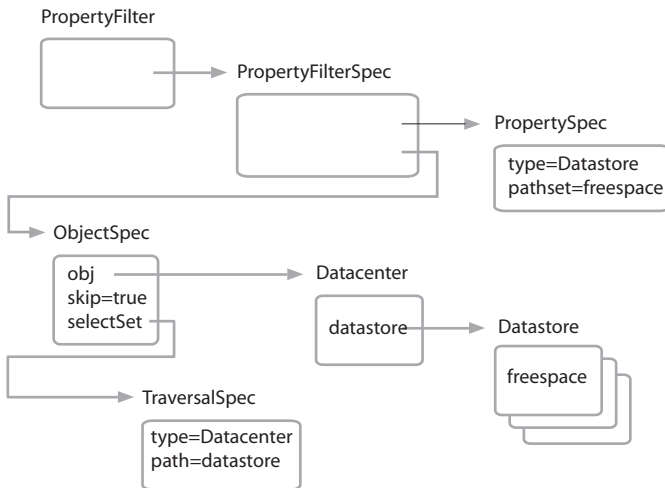 PropertyFilter
PropertyFilterSpec
PropertySpec
type=Datastore
pathset=freespace
ObjectSpec
obj
skip=true
selectSet
Datacenter
datastore
Datastore
freespace
TraversalSpec
type=Datacenter
path=datastore